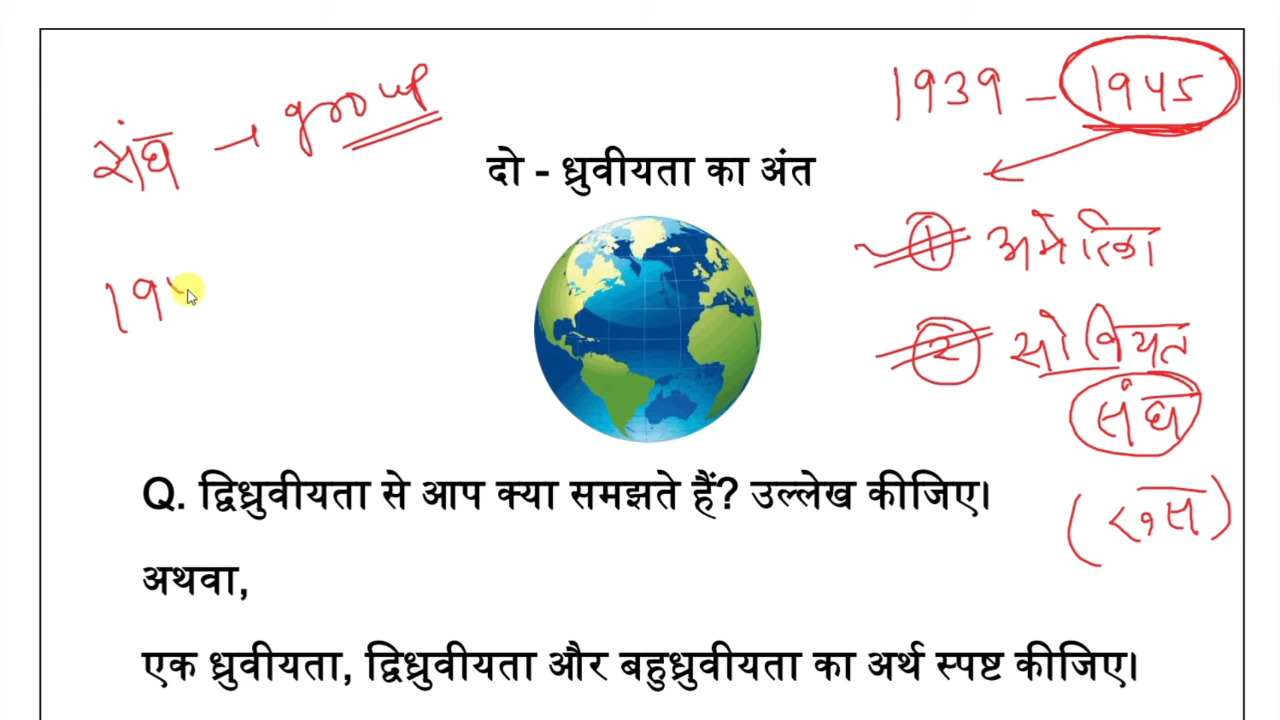 संघ → group
1939 - 1945
दो - ध्रुवीयता का अंत
① अमेरिका
② सोवियत
संघ
(रूस)
Q. द्विध्रुवीयता से आप क्या समझते हैं? उल्लेख कीजिए।
अथवा,
एक ध्रुवीयता, द्विध्रुवीयता और बहुध्रुवीयता का अर्थ स्पष्ट कीजिए।